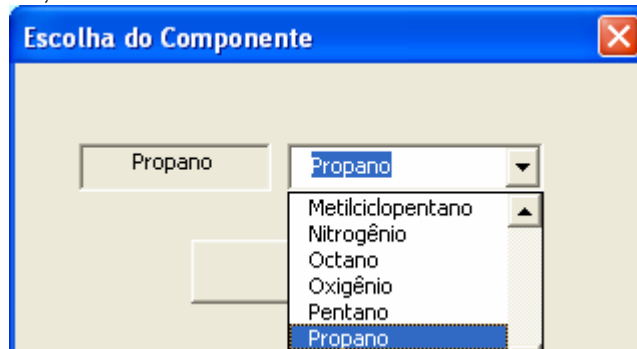 Escolha do Componente
Propano Propano
Metilciclopentano
Nitrogênio
Octano
Oxigênio
Pentano
Propano